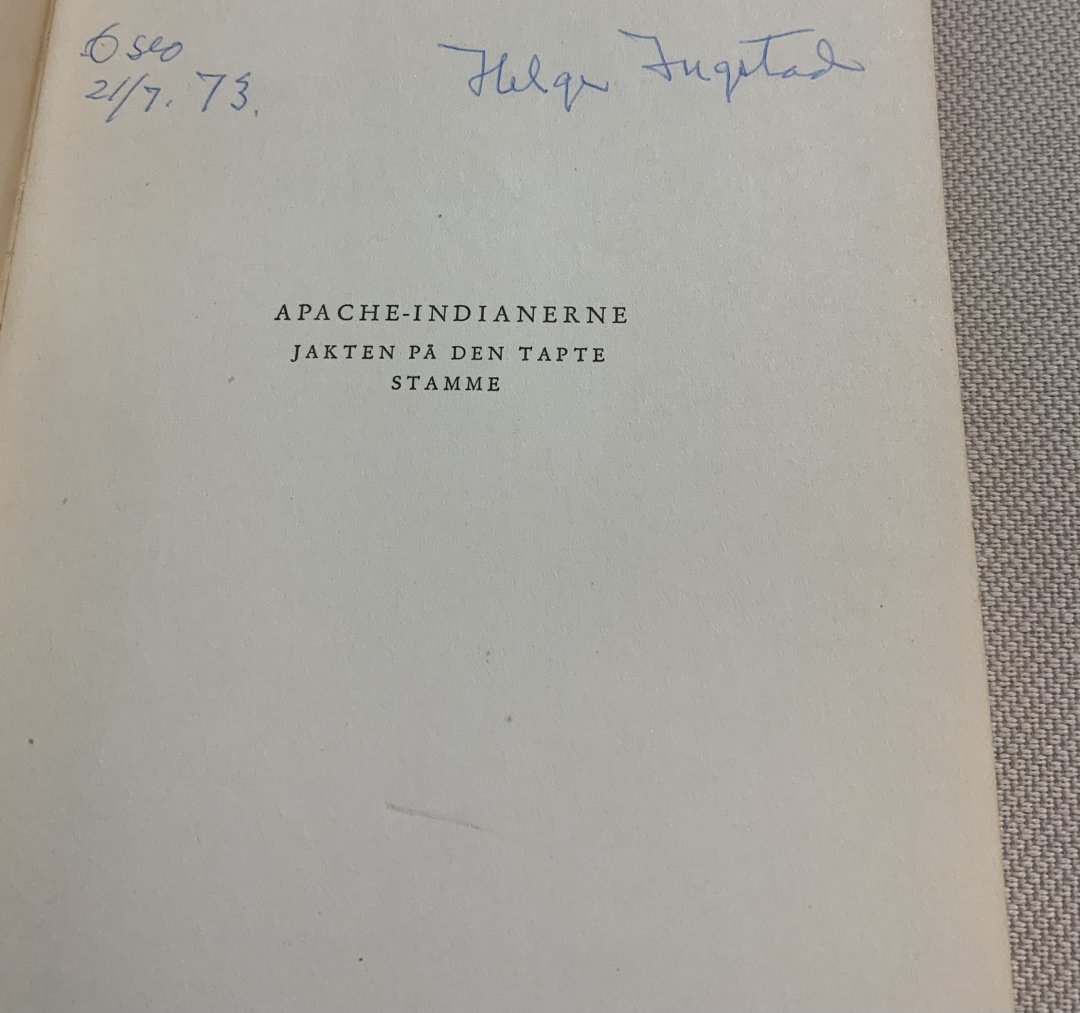 Oslo
21/7. 73.
Helge Ingstad
APACHE-INDIANERNE
JAKTEN PÅ DEN TAPTE
STAMME